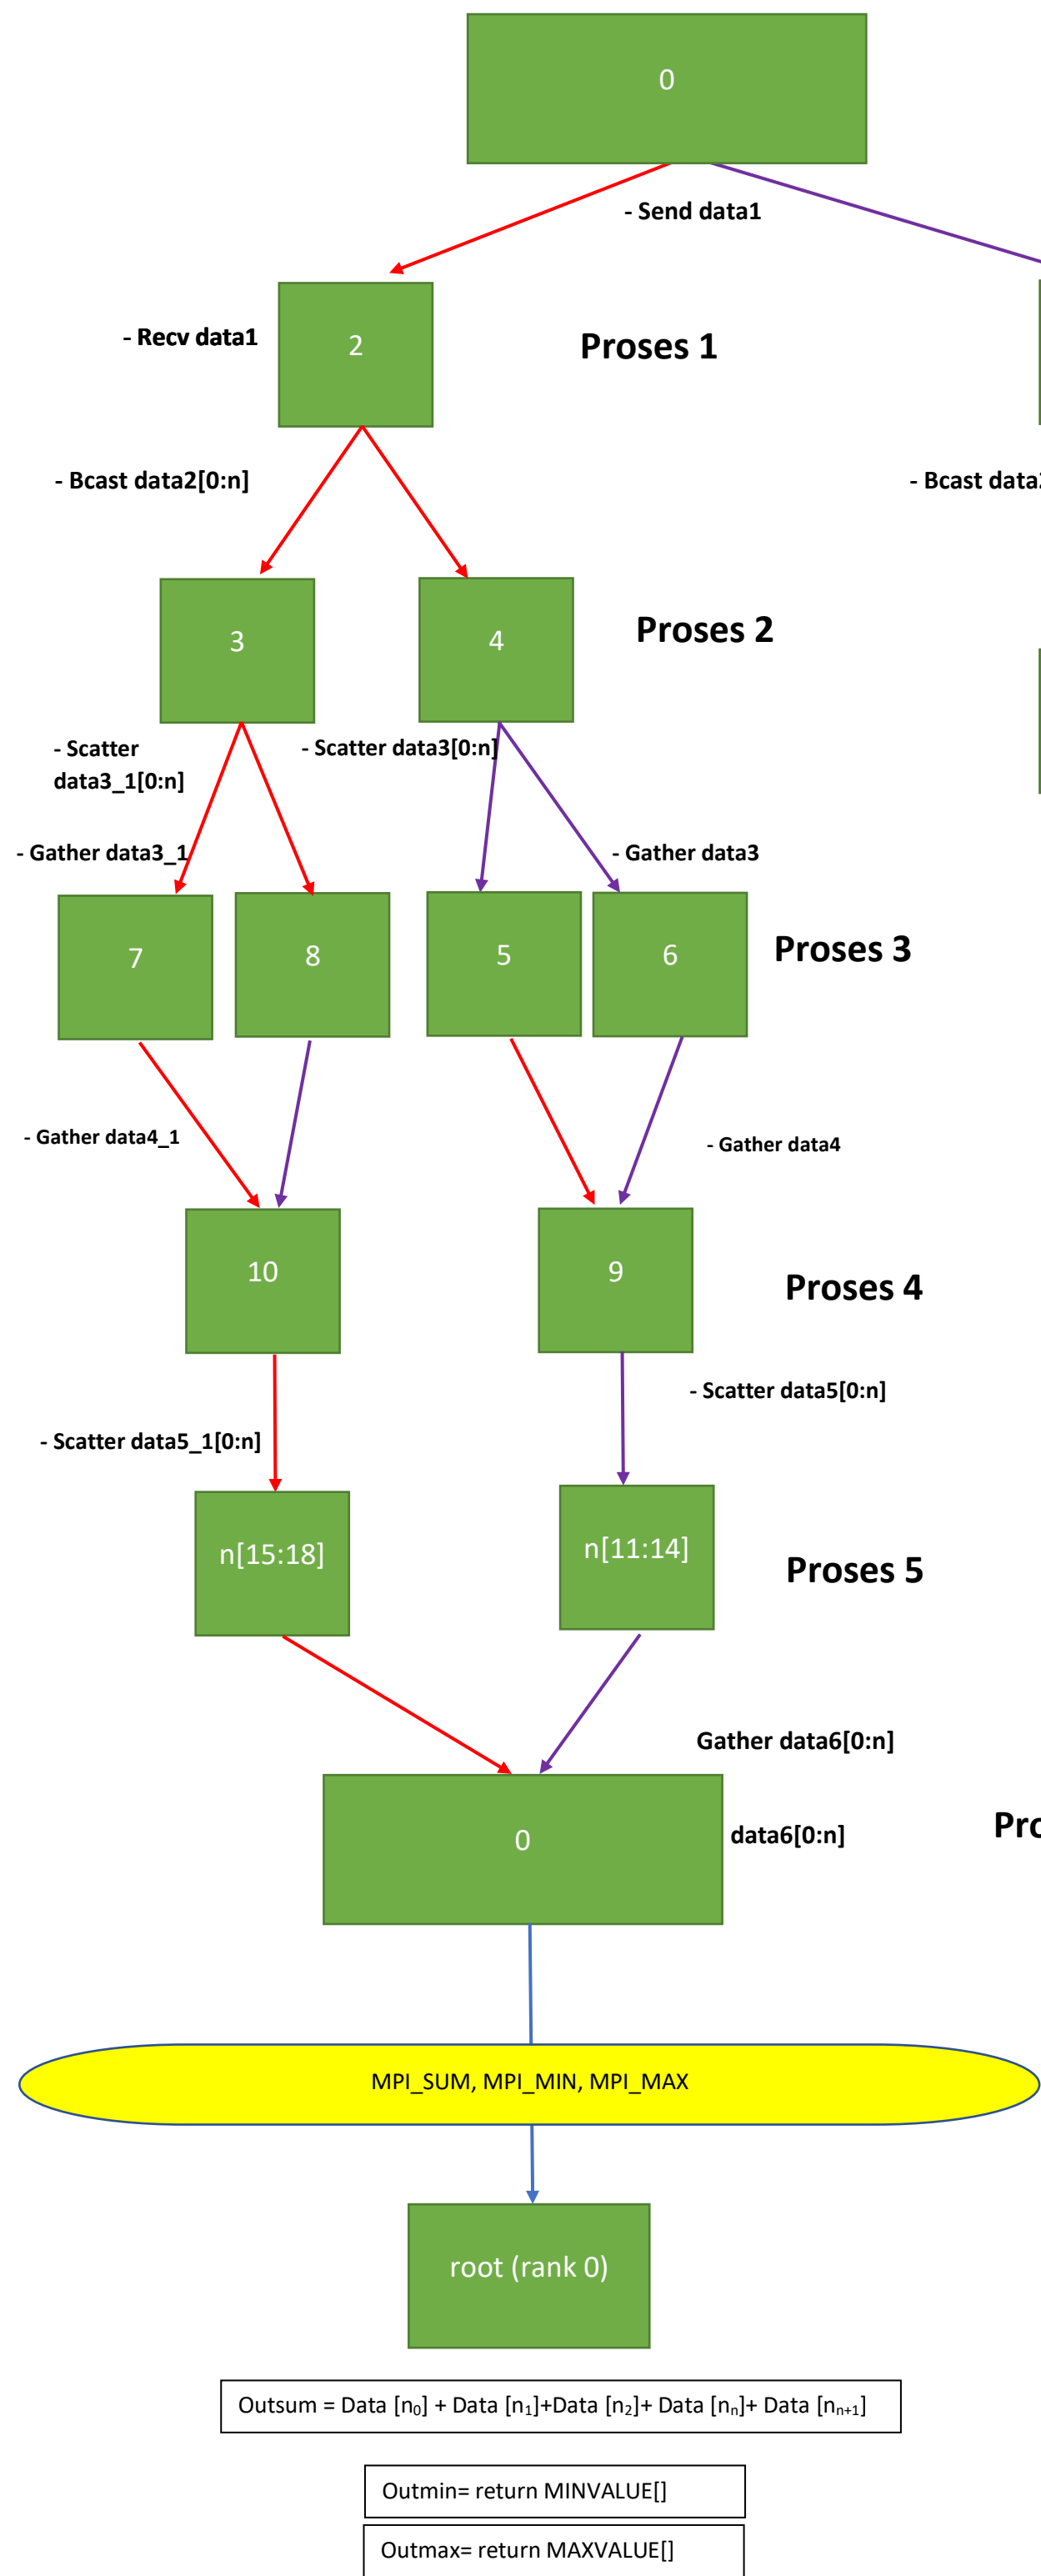 0
- Send data1
- Recv data1
2
Proses 1
- Bcast data2[0:n]
- Bcast
3
4
Proses 2
- Scatter
data3_1[0:n]
- Scatter data3[0:n]
- Gather data3_1
- Gather data3
7
8
5
6
Proses 3
- Gather data4_1
- Gather data4
10
9
Proses 4
- Scatter data5[0:n]
- Scatter data5_1[0:n]
n[15:18]
n[11:14]
Proses 5
Gather data6[0:n]
0
data6[0:n]
MPI_SUM, MPI_MIN, MPI_MAX
root (rank 0)
Outsum = Data [n0] + Data [n1]+Data [n2]+ Data [nn]+ Data [nn+1]
Outmin= return MINVALUE[]
Outmax= return MAXVALUE[]